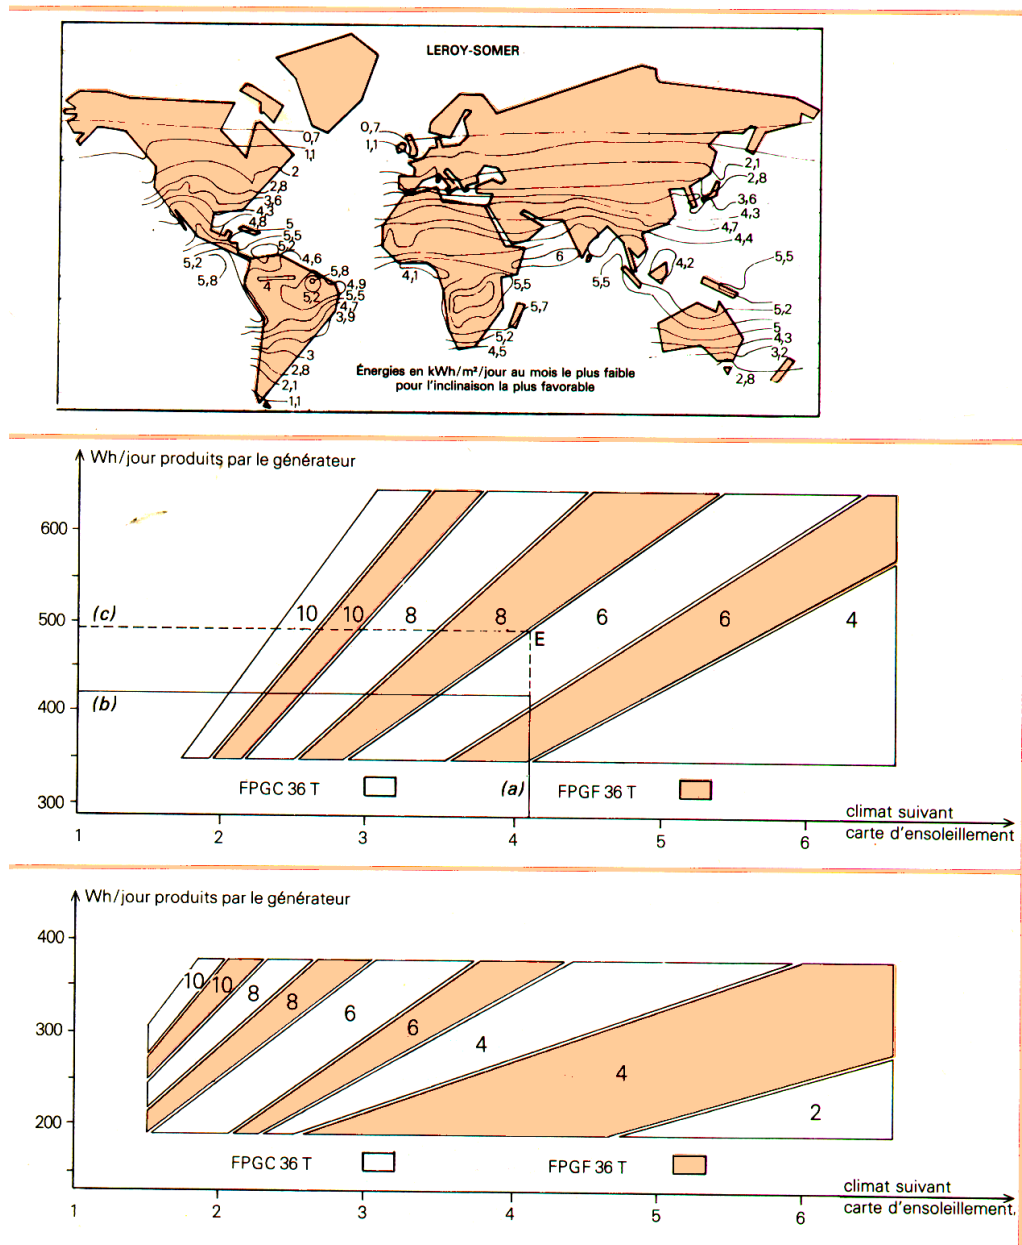 LEROY-SOMER
0,7
1,1
2
2,8
3,6
4,3
4,8
5
5,5
5,2
4,6
5,2
5,8
4
5,8
5,2
4,9
5,5
4,7
3,9
3
2,8
2,1
1,1
0,7
1,1
4,1
5,5
5,7
5,2
4,5
6
5,5
4,2
2,1
2,8
3,6
4,3
4,7
4,4
5,5
5,2
5
4,3
3,2
2,8
Énergies en kWh/m²/jour au mois le plus faible
pour l'inclinaison la plus favorable
Wh/jour produits par le générateur
600
500
400
300
(c)
(b)
10 10 8 8 6 6 4
E
FPGC 36 T (a) FPGF 36 T
1 2 3 4 5 6
climat suivant
carte d'ensoleillement
Wh/jour produits par le générateur
400
300
200
10 10 8 8 6 6 4 4 2
FPGC 36 T FPGF 36 T
1 2 3 4 5 6
climat suivant
carte d'ensoleillement.